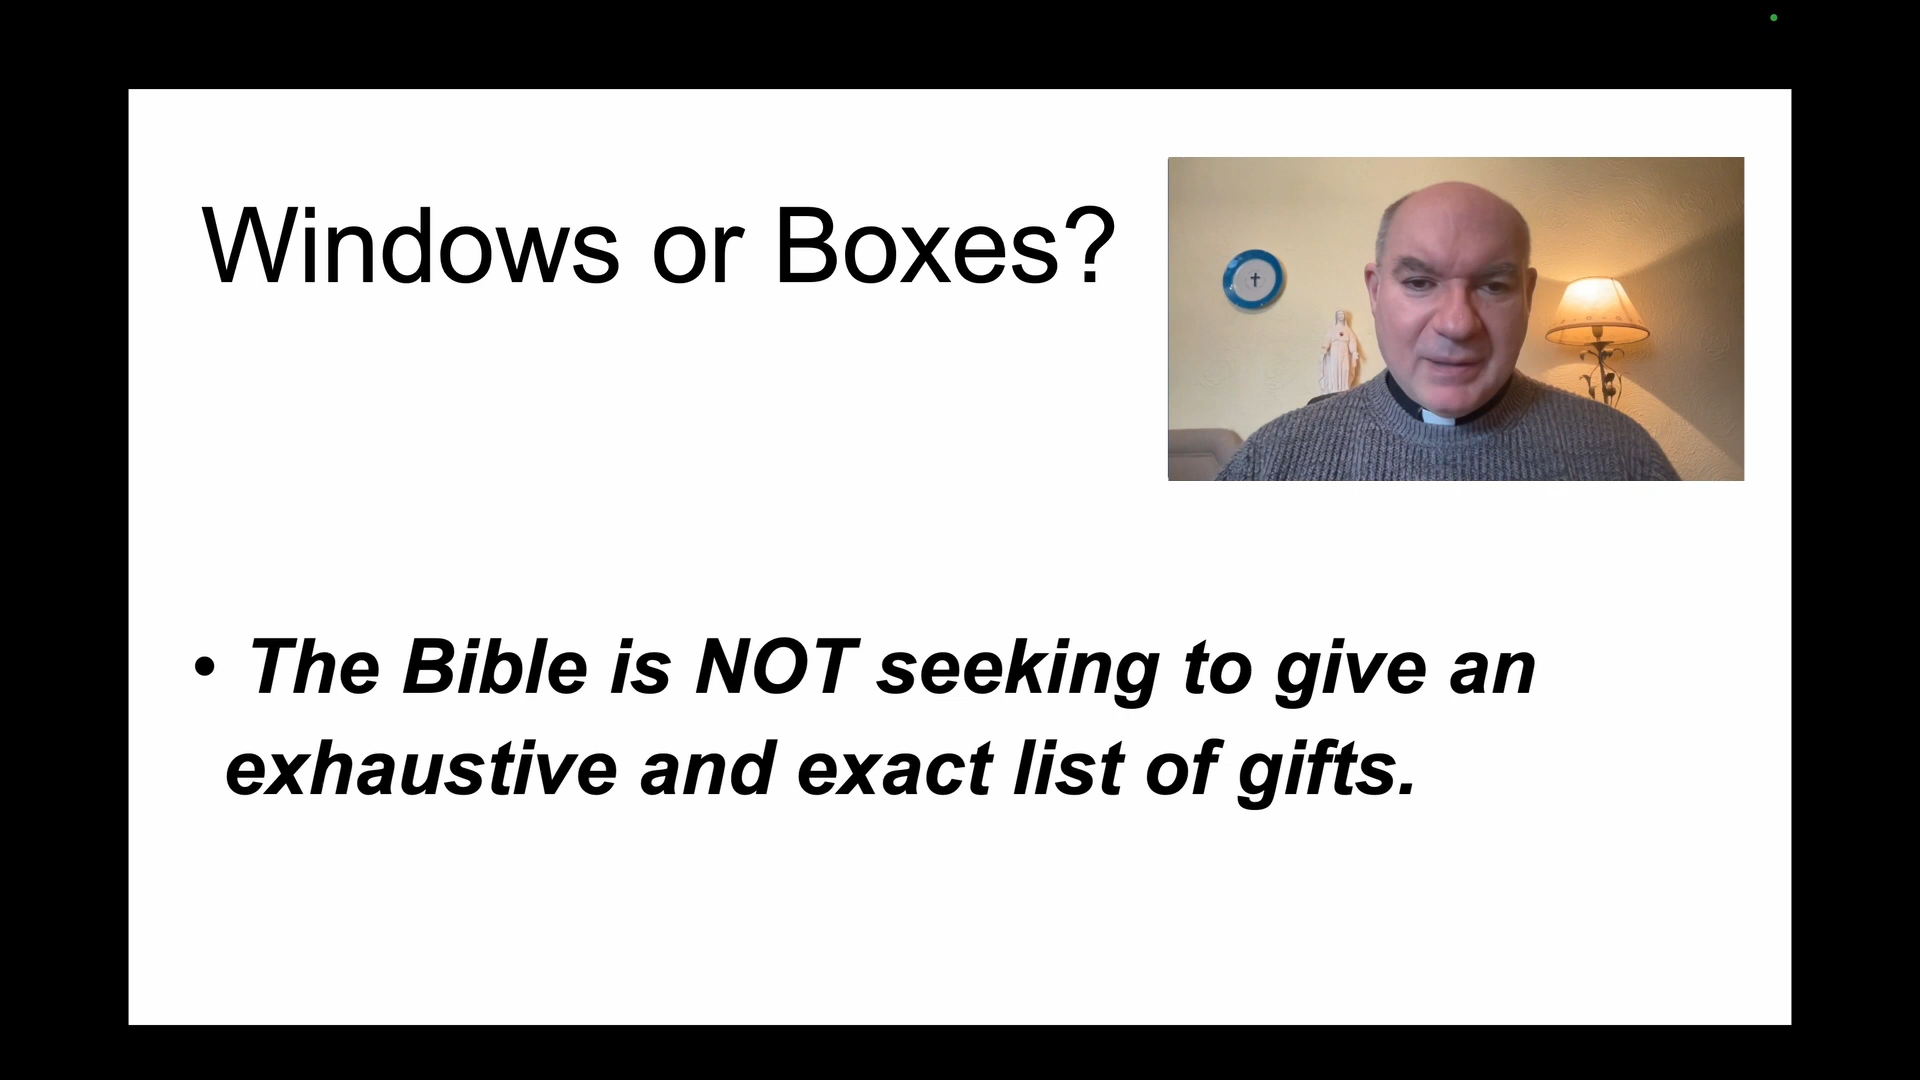 Windows or Boxes?
• The Bible is NOT seeking to give an
exhaustive and exact list of gifts.